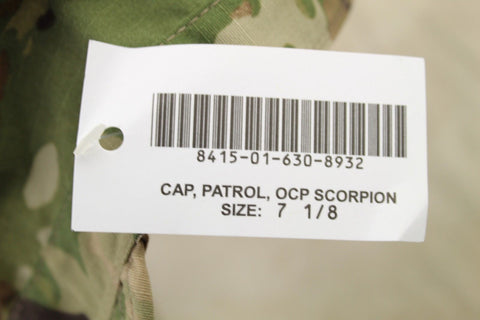 8415-01-630-8932
CAP, PATROL, OCP SCORPION
SIZE: 7 1/8